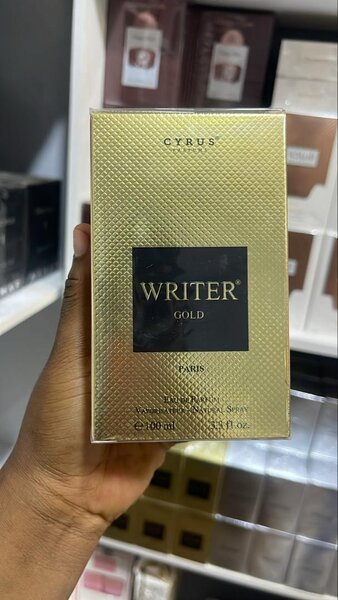 CYRUS®
PARFUMS
WRITER®
GOLD
PARIS
EAU DE PARFUM
VAPORISATEUR - NATURAL SPRAY
℮ 100 ml 3.3 fl.oz.